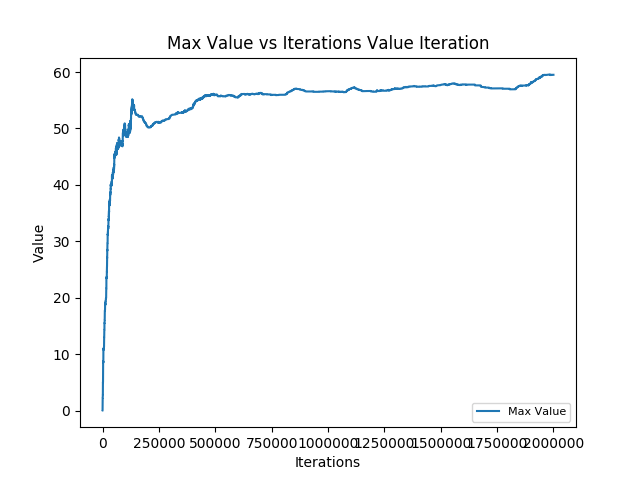 Max Value vs Iterations Value Iteration
60
50
40
30
20
10
0
Value
Max Value
0 250000 500000 750000 1000000 1250000 1500000 1750000 2000000
Iterations